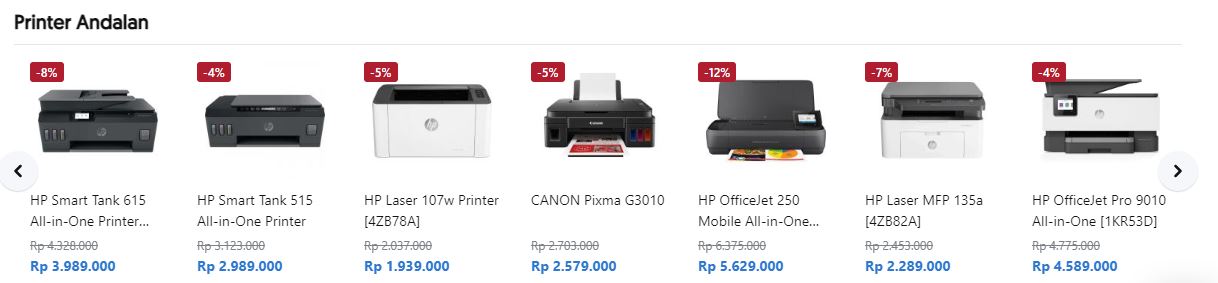 Printer Andalan
-8%
HP Smart Tank 615
All-in-One Printer...
Rp 4.328.000
Rp 3.989.000
-4%
HP Smart Tank 515
All-in-One Printer
Rp 3.123.000
Rp 2.989.000
-5%
HP Laser 107w Printer
[4ZB78A]
Rp 2.037.000
Rp 1.939.000
-5%
Canon
CANON Pixma G3010
Rp 2.703.000
Rp 2.579.000
-12%
HP OfficeJet 250
Mobile All-in-One...
Rp 6.375.000
Rp 5.629.000
-7%
HP Laser MFP 135a
[4ZB82A]
Rp 2.453.000
Rp 2.289.000
-4%
HP OfficeJet Pro 9010
All-in-One [1KR53D]
Rp 4.775.000
Rp 4.589.000